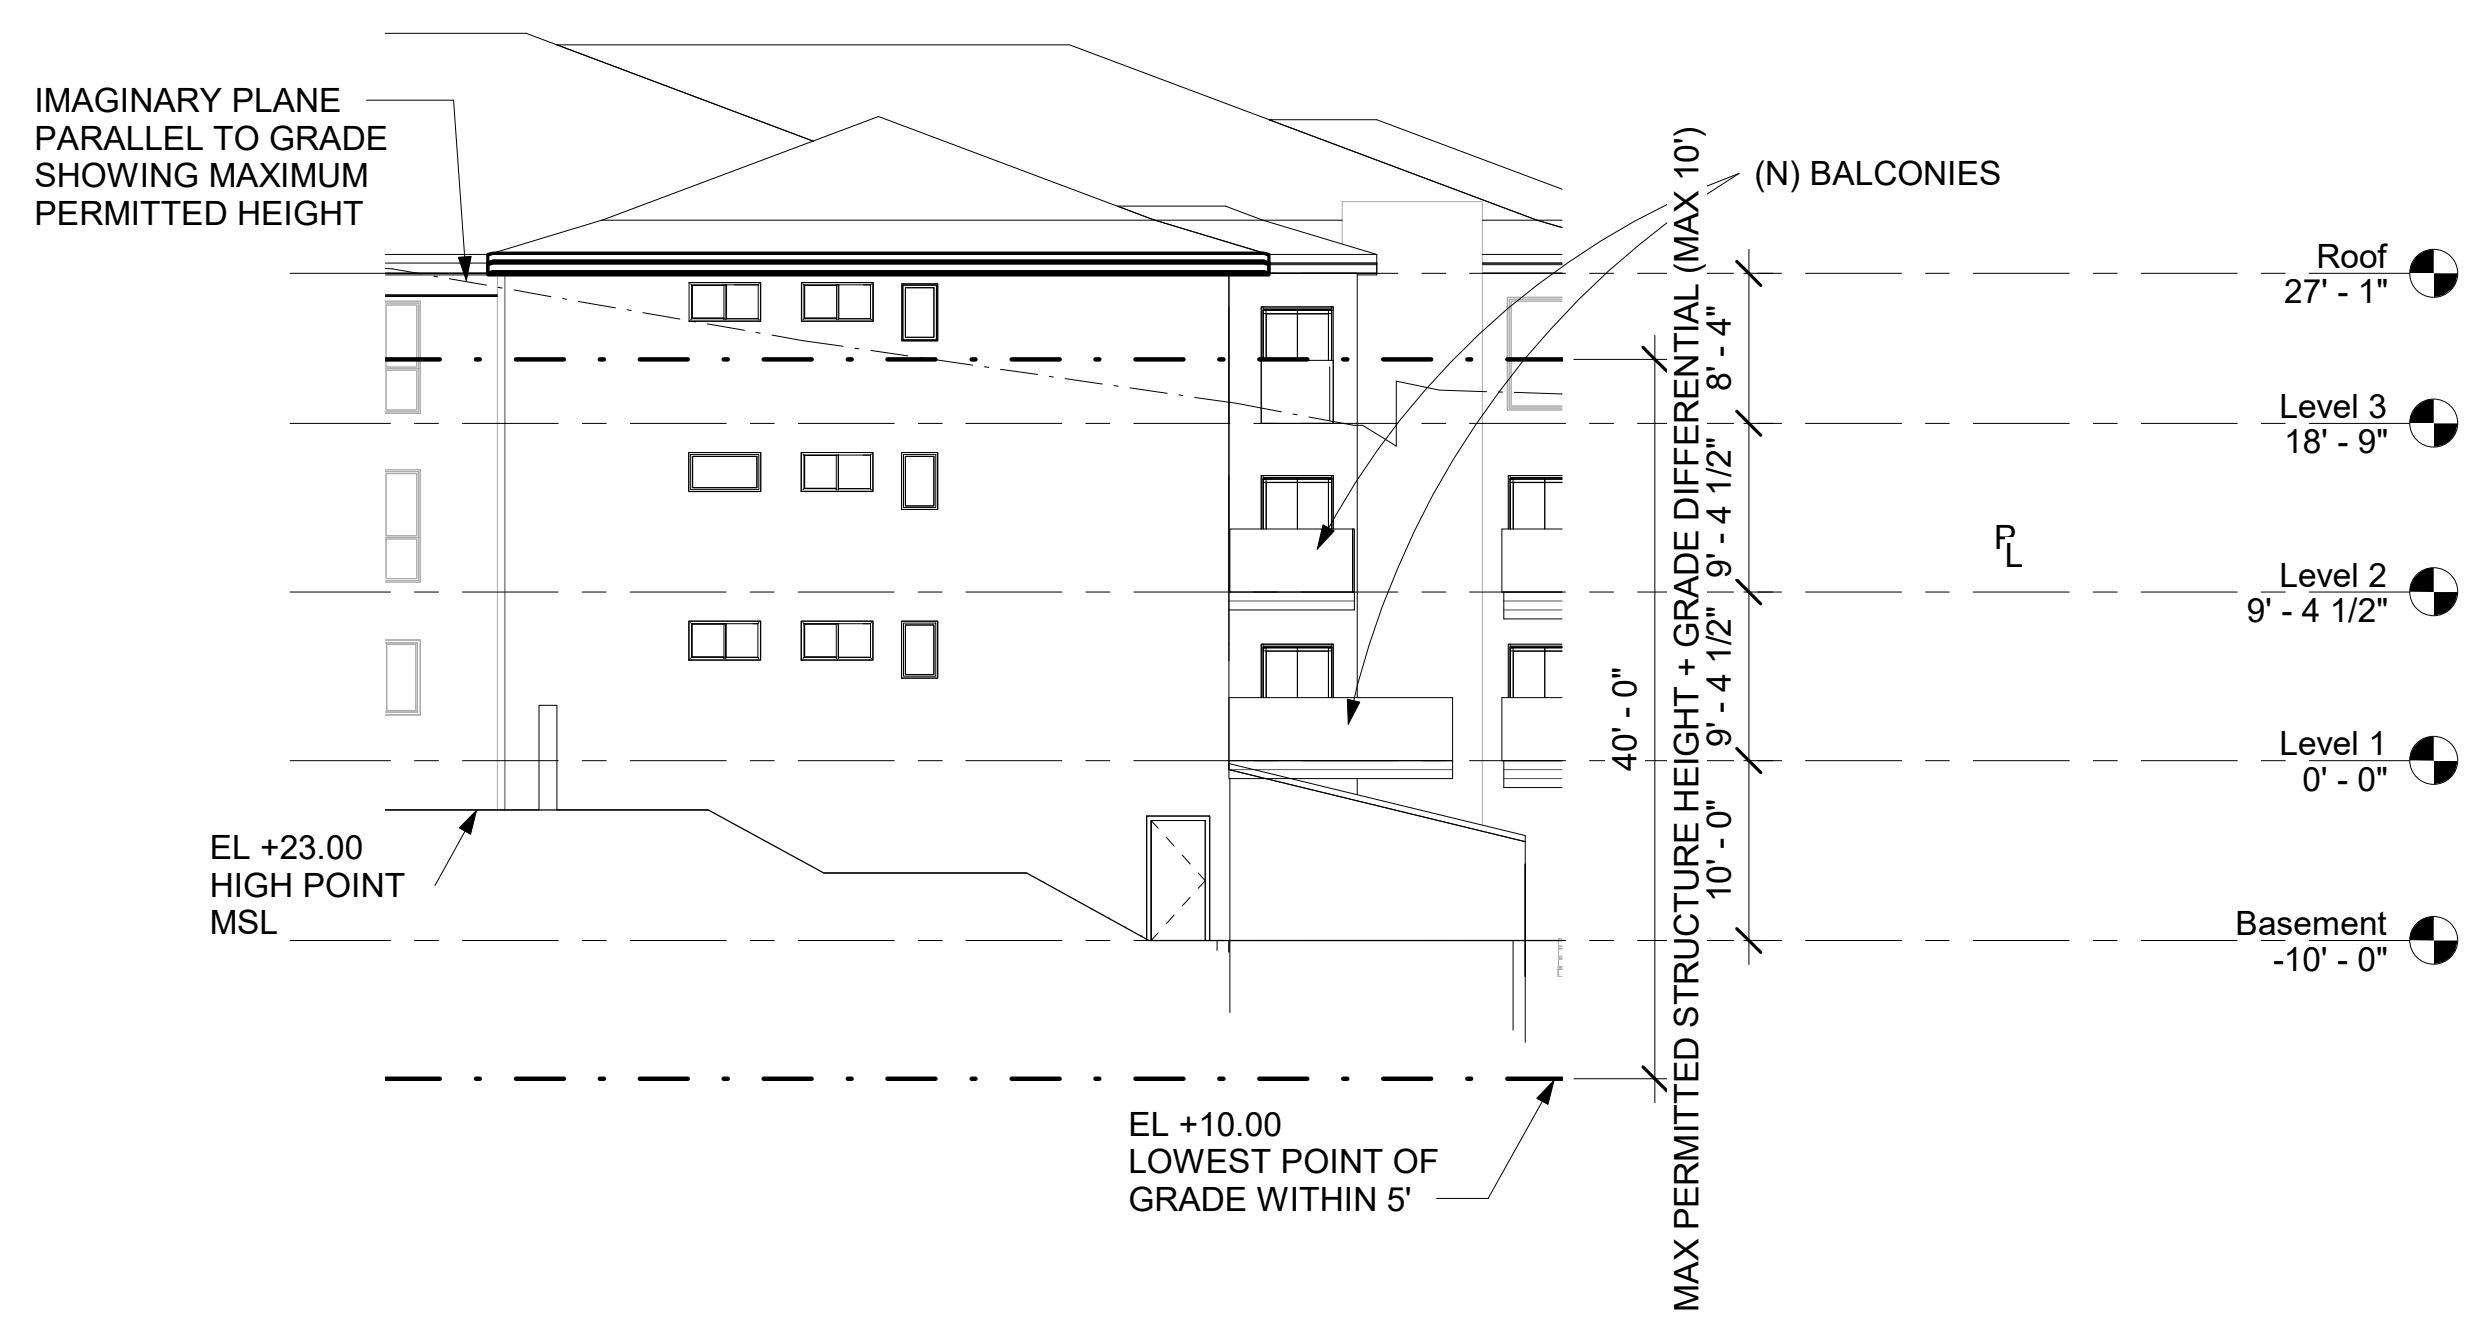 IMAGINARY PLANE
PARALLEL TO GRADE
SHOWING MAXIMUM
PERMITTED HEIGHT
(N) BALCONIES
MAX PERMITTED STRUCTURE HEIGHT + GRADE DIFFERENTIAL (MAX 10')
40' - 0"
8' - 4"
9' - 4 1/2"
9' - 4 1/2"
10' - 0"
PL
Roof
27' - 1"
Level 3
18' - 9"
Level 2
9' - 4 1/2"
Level 1
0' - 0"
Basement
-10' - 0"
EL +23.00
HIGH POINT
MSL
EL +10.00
LOWEST POINT OF
GRADE WITHIN 5'